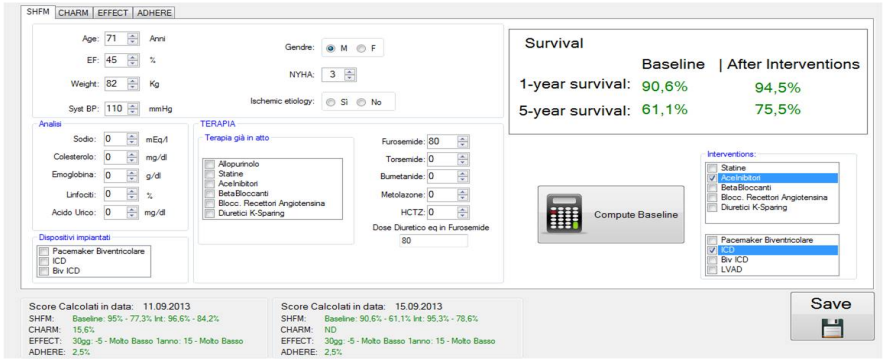 SHFM CHARM EFFECT ADHERE
Age: 71 Anni
EF: 45 %
Weight: 82 Kg
Syst BP: 110 mmHg
Gendre: M F
NYHA: 3
Ischemic etiology: Sì No
Survival
Baseline | After Interventions
1-year survival: 90,6% 94,5%
5-year survival: 61,1% 75,5%
Analisi
Sodio: 0 mEq/l
Colesterolo: 0 mg/dl
Emoglobina: 0 g/dl
Linfociti: 0 %
Acido Urico: 0 mg/dl
Dispositivi impiantati
Pacemaker Biventricolare
ICD
Biv ICD
TERAPIA
Terapia già in atto
Allopurinolo
Statine
AceInibitori
BetaBloccanti
Blocc. Recettori Angiotensina
Diuretici K-Sparing
Furosemide: 80
Torsemide: 0
Bumetanide: 0
Metolazone: 0
HCTZ: 0
Dose Diuretico eq in Furosemide
80
Compute Baseline
Interventions:
Statine
AceInibitori
BetaBloccanti
Blocc. Recettori Angiotensina
Diuretici K-Sparing
Pacemaker Biventricolare
ICD
Biv ICD
LVAD
Score Calcolati in data: 11.09.2013
SHFM: Baseline: 95% - 77,3% Int: 96,6% - 84,2%
CHARM: 15,6%
EFFECT: 30gg: -5 - Molto Basso 1anno: 15 - Molto Basso
ADHERE: 2,5%
Score Calcolati in data: 15.09.2013
SHFM: Baseline: 90,6% - 61,1% Int: 95,3% - 78,6%
CHARM: ND
EFFECT: 30gg: -5 - Molto Basso 1anno: 15 - Molto Basso
ADHERE: 2,5%
Save